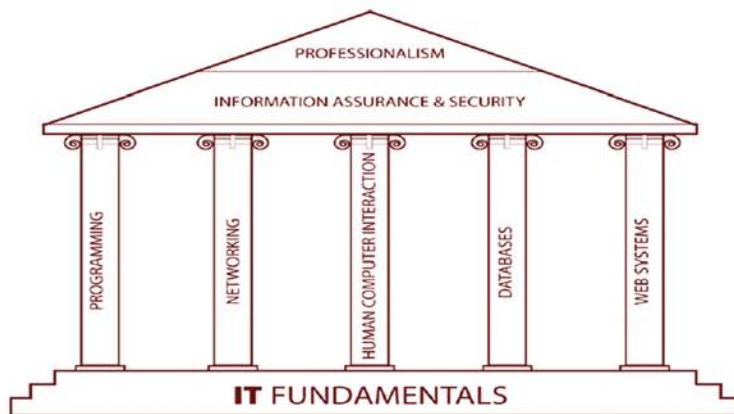 PROFESSIONALISM
INFORMATION ASSURANCE & SECURITY
PROGRAMMING
NETWORKING
HUMAN COMPUTER INTERACTION
DATABASES
WEB SYSTEMS
IT FUNDAMENTALS